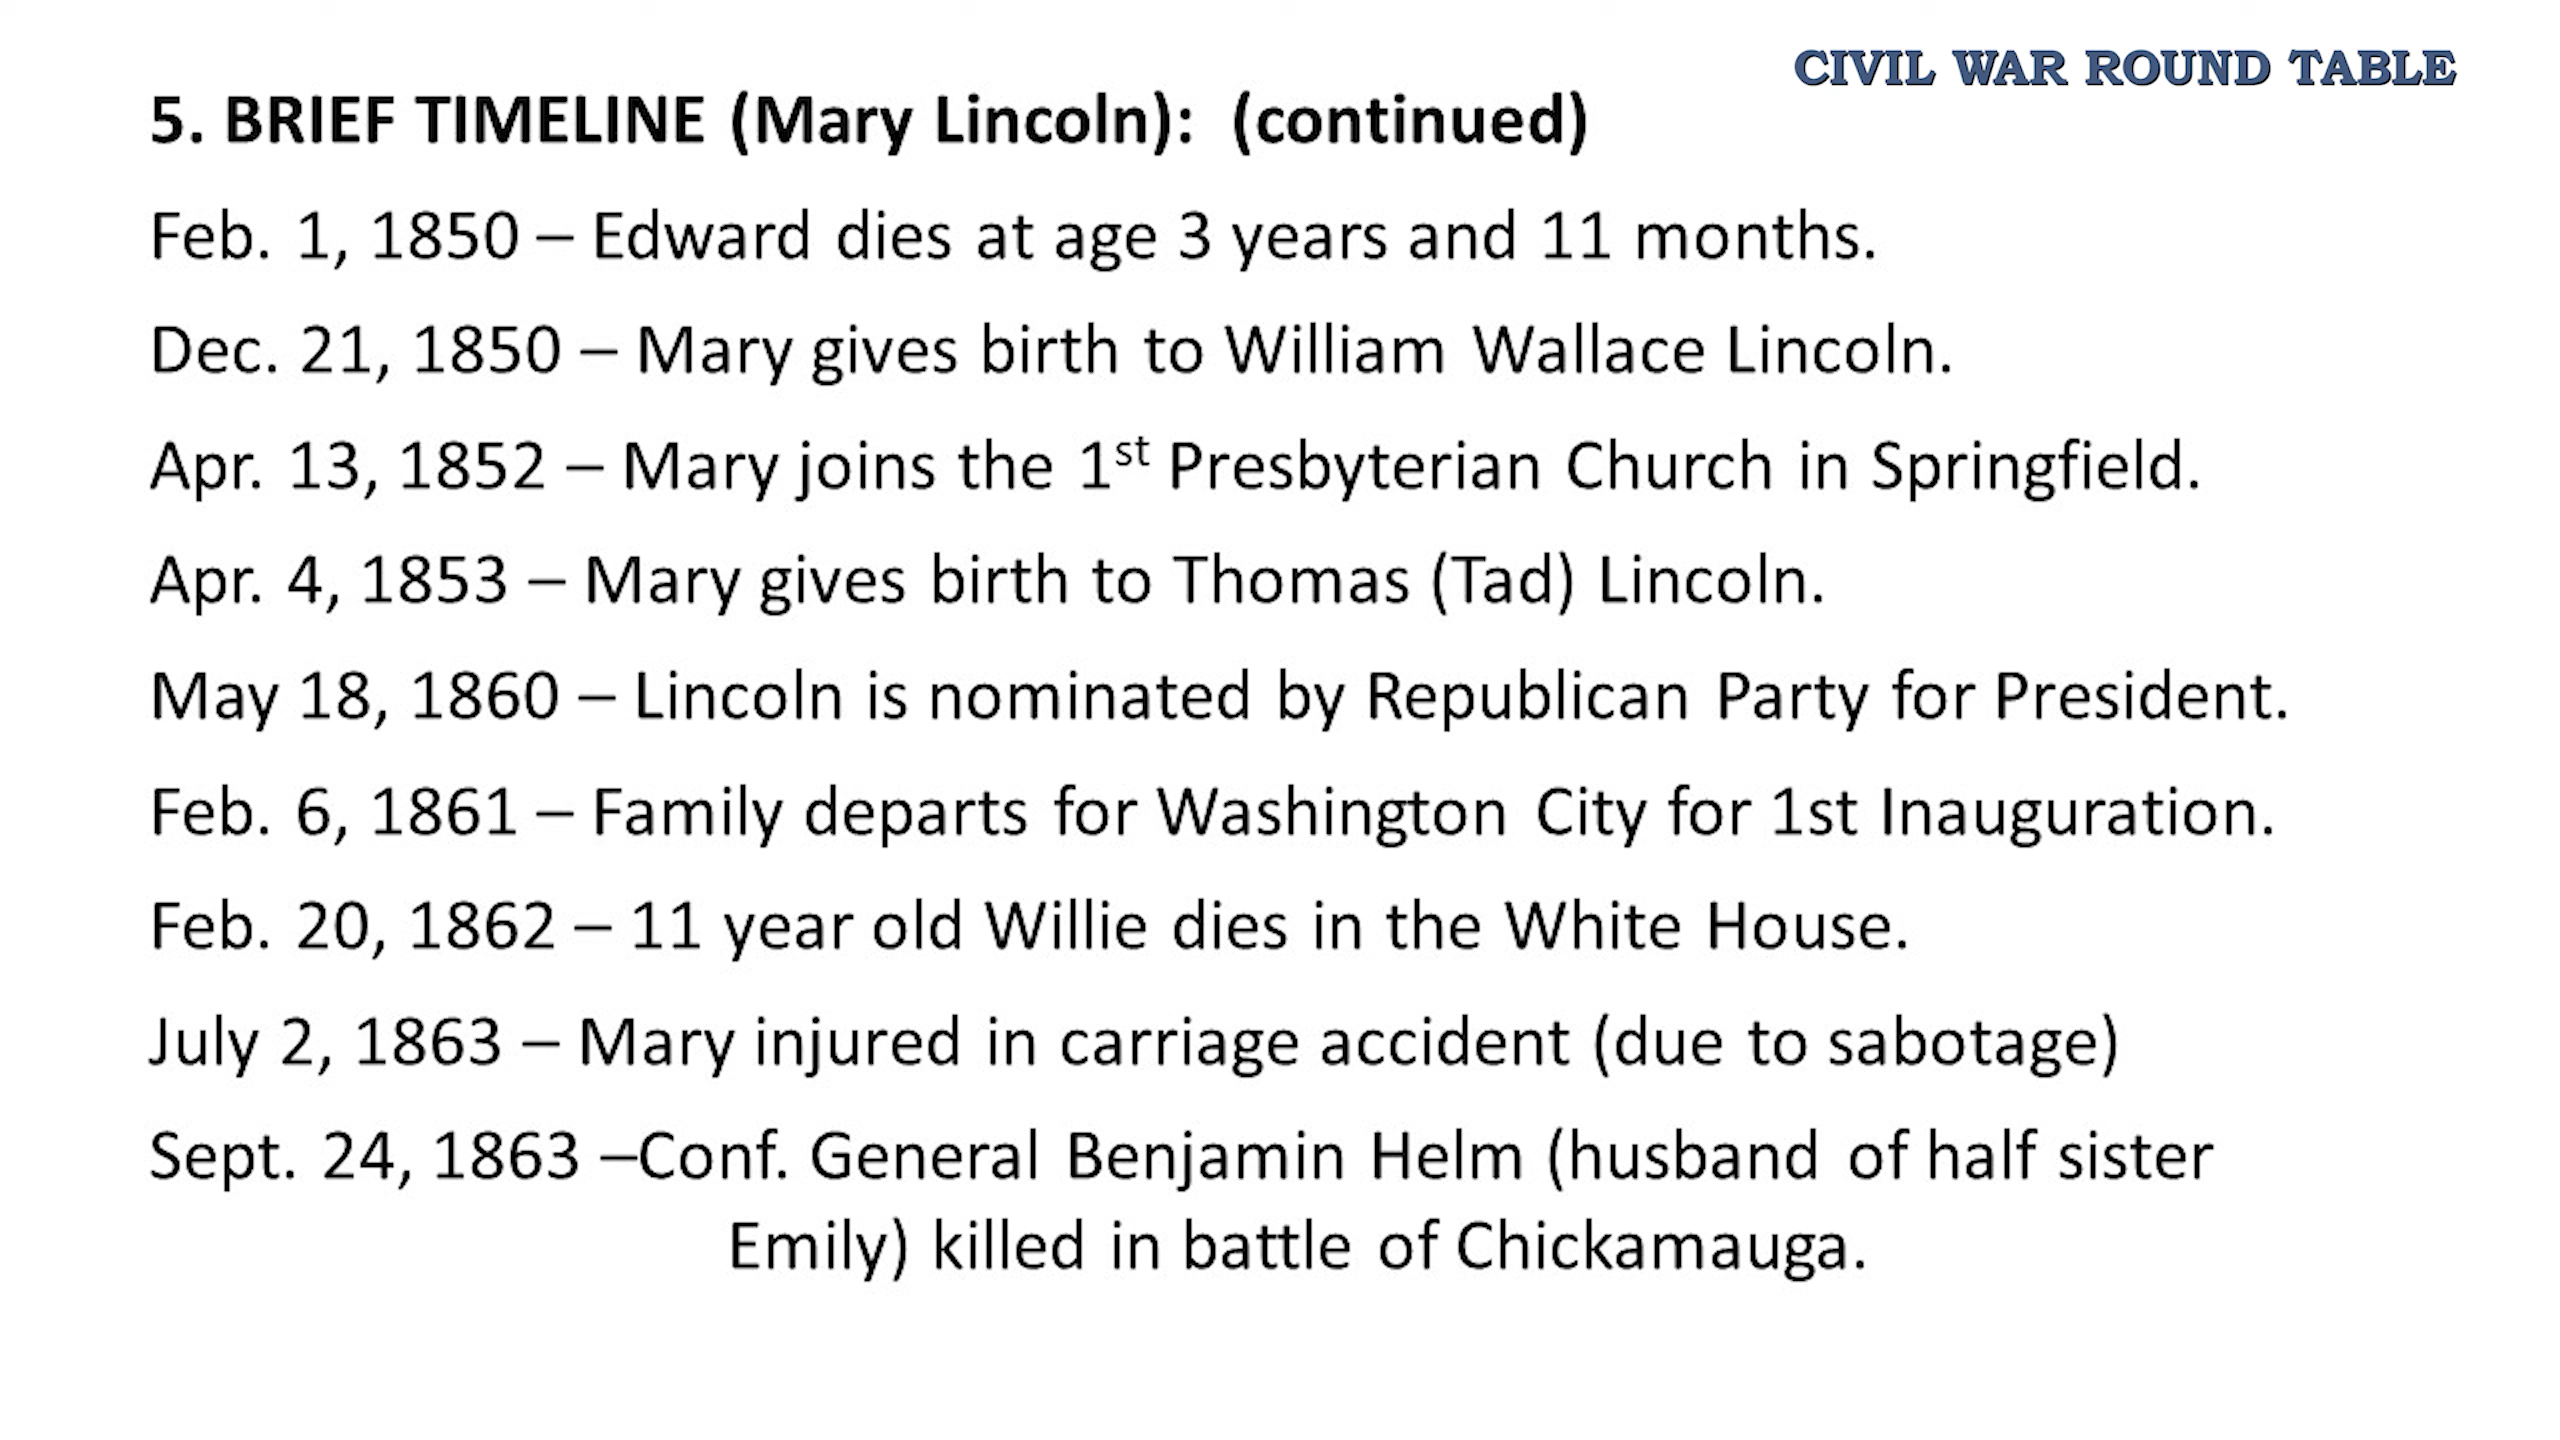 CIVIL WAR ROUND TABLE
5. BRIEF TIMELINE (Mary Lincoln):  (continued)
Feb. 1, 1850 – Edward dies at age 3 years and 11 months.
Dec. 21, 1850 – Mary gives birth to William Wallace Lincoln.
Apr. 13, 1852 – Mary joins the 1st Presbyterian Church in Springfield.
Apr. 4, 1853 – Mary gives birth to Thomas (Tad) Lincoln.
May 18, 1860 – Lincoln is nominated by Republican Party for President.
Feb. 6, 1861 – Family departs for Washington City for 1st Inauguration.
Feb. 20, 1862 – 11 year old Willie dies in the White House.
July 2, 1863 – Mary injured in carriage accident (due to sabotage)
Sept. 24, 1863 –Conf. General Benjamin Helm (husband of half sister
Emily) killed in battle of Chickamauga.